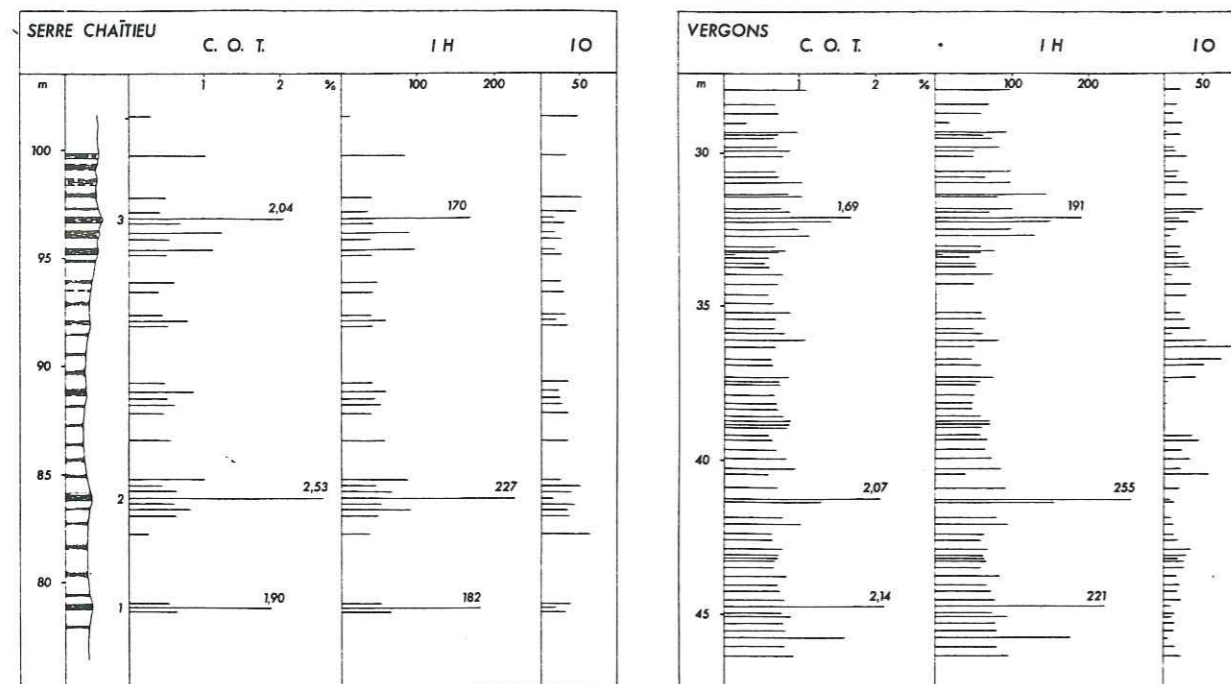 SERRE CHAÏTIEU
C. O. T. I H I O
m 1 2 % 100 200 50
100
3 2,04 170
95
90
85
2 2,53 227
80
1 1,90 182
VERGONS
C. O. T. I H I O
m 1 2 % 100 200 50
30
1,69 191
35
40
2,07 255
2,14 221
45